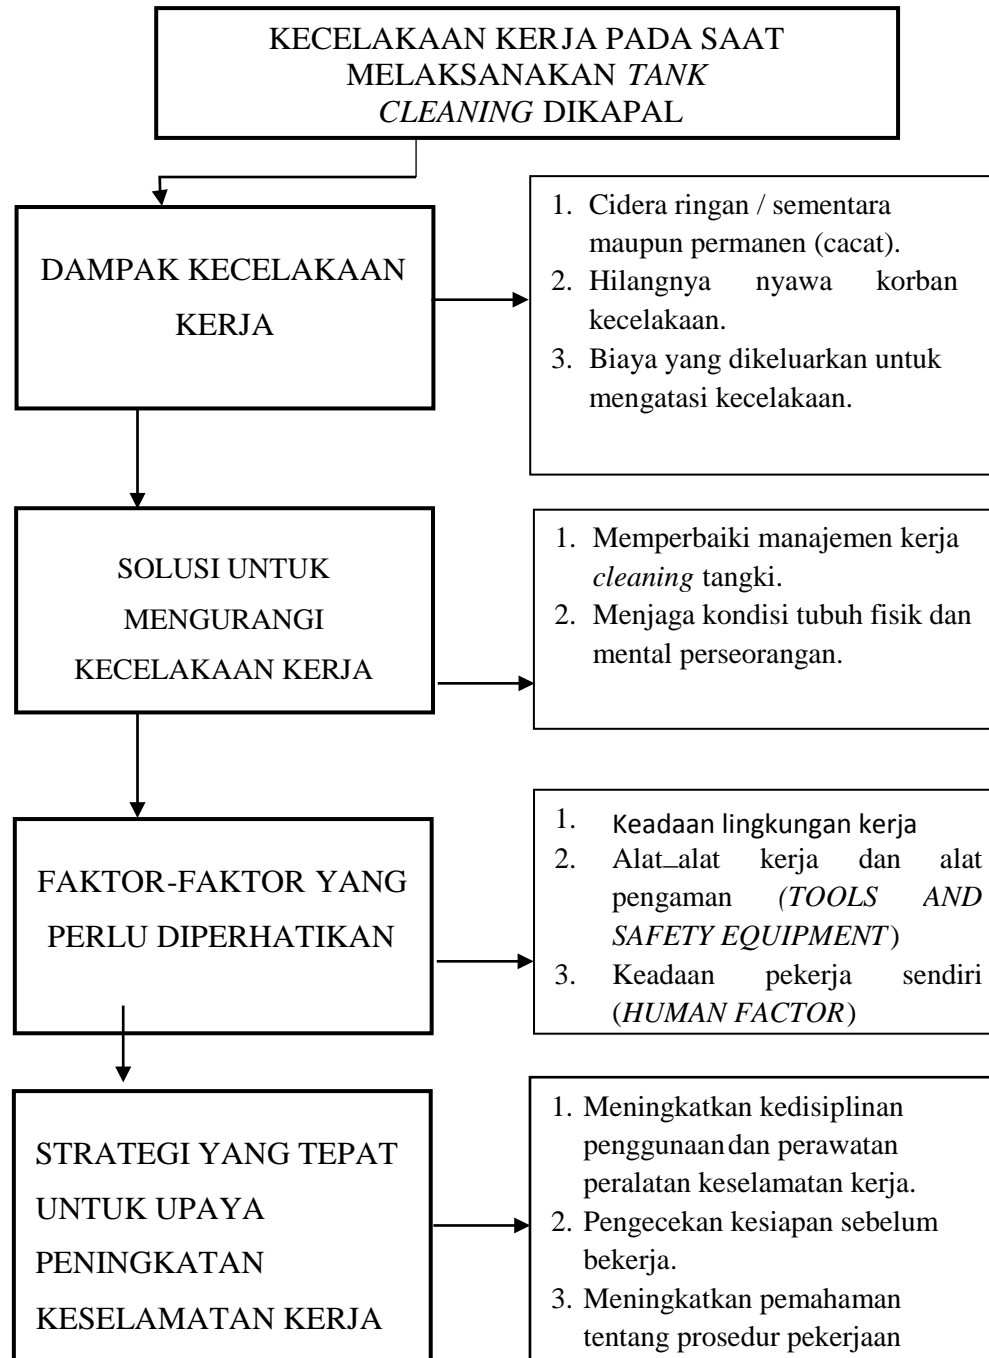 KECELAKAAN KERJA PADA SAAT
MELAKSANAKAN TANK
CLEANING DIKAPAL
DAMPAK KECELAKAAN
KERJA
1. Cidera ringan / sementara
maupun permanen (cacat).
2. Hilangnya nyawa korban
kecelakaan.
3. Biaya yang dikeluarkan untuk
mengatasi kecelakaan.
SOLUSI UNTUK
MENGURANGI
KECELAKAAN KERJA
1. Memperbaiki manajemen kerja
cleaning tangki.
2. Menjaga kondisi tubuh fisik dan
mental perseorangan.
FAKTOR-FAKTOR YANG
PERLU DIPERHATIKAN
1. Keadaan lingkungan kerja
2. Alat–alat kerja dan alat
pengaman (TOOLS AND
SAFETY EQUIPMENT)
3. Keadaan pekerja sendiri
(HUMAN FACTOR)
STRATEGI YANG TEPAT
UNTUK UPAYA
PENINGKATAN
KESELAMATAN KERJA
1. Meningkatkan kedisiplinan
penggunaan dan perawatan
peralatan keselamatan kerja.
2. Pengecekan kesiapan sebelum
bekerja.
3. Meningkatkan pemahaman
tentang prosedur pekerjaan